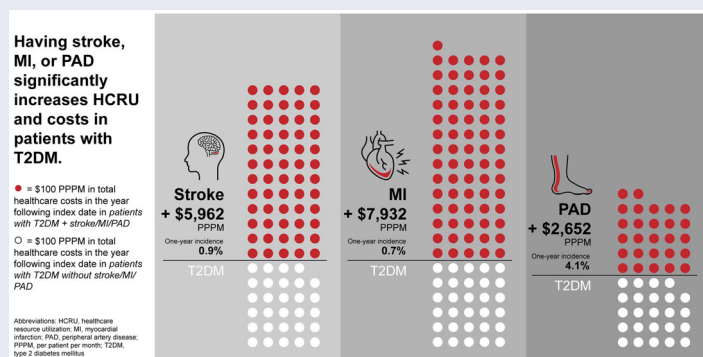 Having stroke,
MI, or PAD
significantly
increases HCRU
and costs in
patients with
T2DM.
= $100 PPPM in total
healthcare costs in the year
following index date in patients
with T2DM + stroke/MI/PAD
= $100 PPPM in total
healthcare costs in the year
following index date in patients
with T2DM without stroke/MI/
PAD
Abbreviations: HCRU, healthcare
resource utilization; MI, myocardial
infarction; PAD, peripheral artery disease;
PPPM, per patient per month; T2DM,
type 2 diabetes mellitus
Stroke
+ $5,962
PPPM
One-year incidence
0.9%
T2DM
MI
+ $7,932
PPPM
One-year incidence
0.7%
T2DM
PAD
+ $2,652
PPPM
One-year incidence
4.1%
T2DM